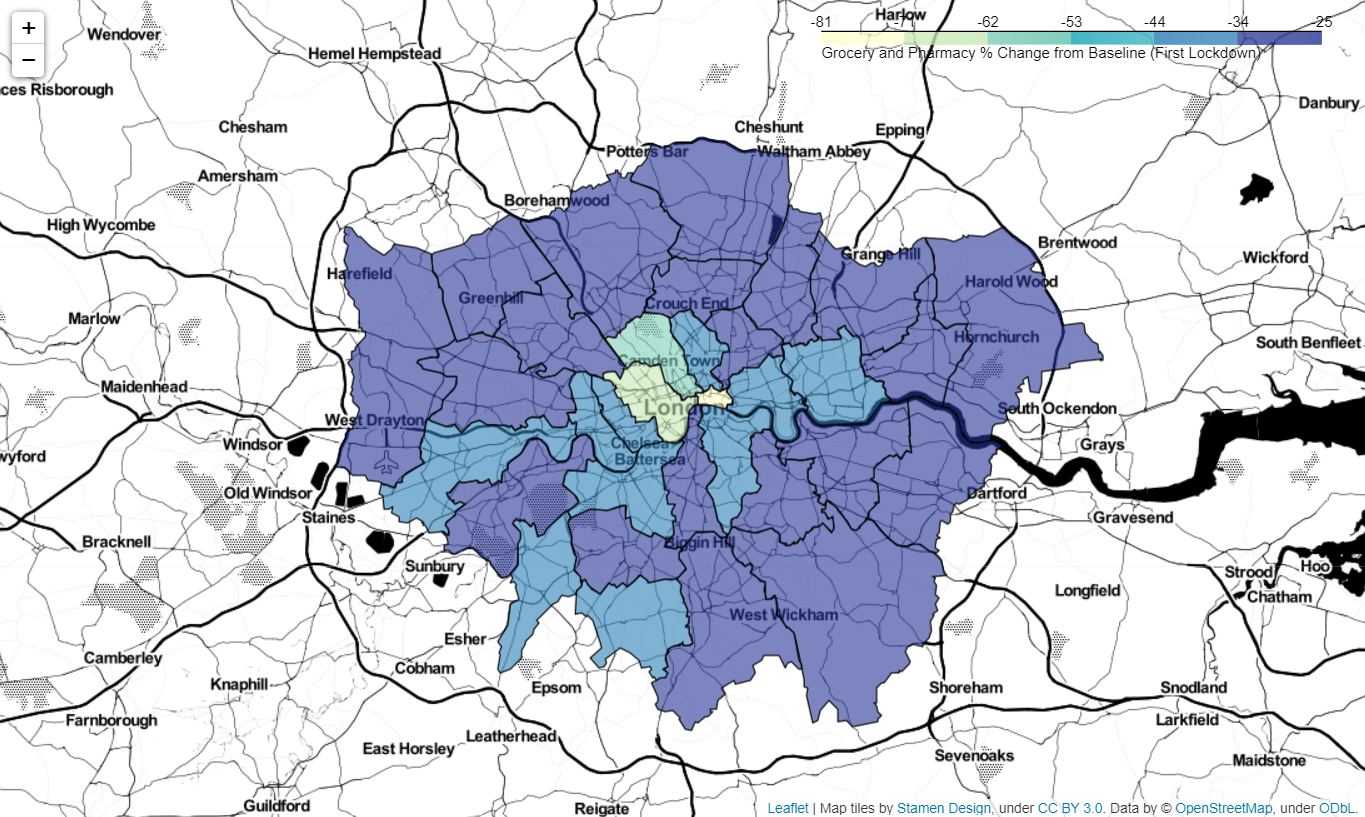 +
−
-81 -71 -62 -53 -44 -34 -25
Grocery and Pharmacy % Change from Baseline (First Lockdown)
Harlow
Wendover
Hemel Hempstead
ces Risborough
Danbury
Chesham
Cheshunt
Epping
Potters Bar
Waltham Abbey
Amersham
Borehamwood
High Wycombe
Brentwood
Grange Hill
Wickford
Harefield
Harold Wood
Greenhill
Crouch End
Marlow
Hornchurch
South Benfleet
Camden Town
Maidenhead
London
South Ockendon
West Drayton
Windsor
Chelsea
Grays
wyford
Battersea
Old Windsor
Dartford
Staines
Gravesend
Bracknell
Biggin Hill
Sunbury
Strood
Hoo
Longfield
Chatham
West Wickham
Esher
Camberley
Cobham
Knaphill
Epsom
Shoreham
Snodland
Farnborough
Larkfield
Leatherhead
East Horsley
Sevenoaks
Maidstone
Guildford
Reigate
Leaflet | Map tiles by Stamen Design, under CC BY 3.0. Data by © OpenStreetMap, under ODbL.